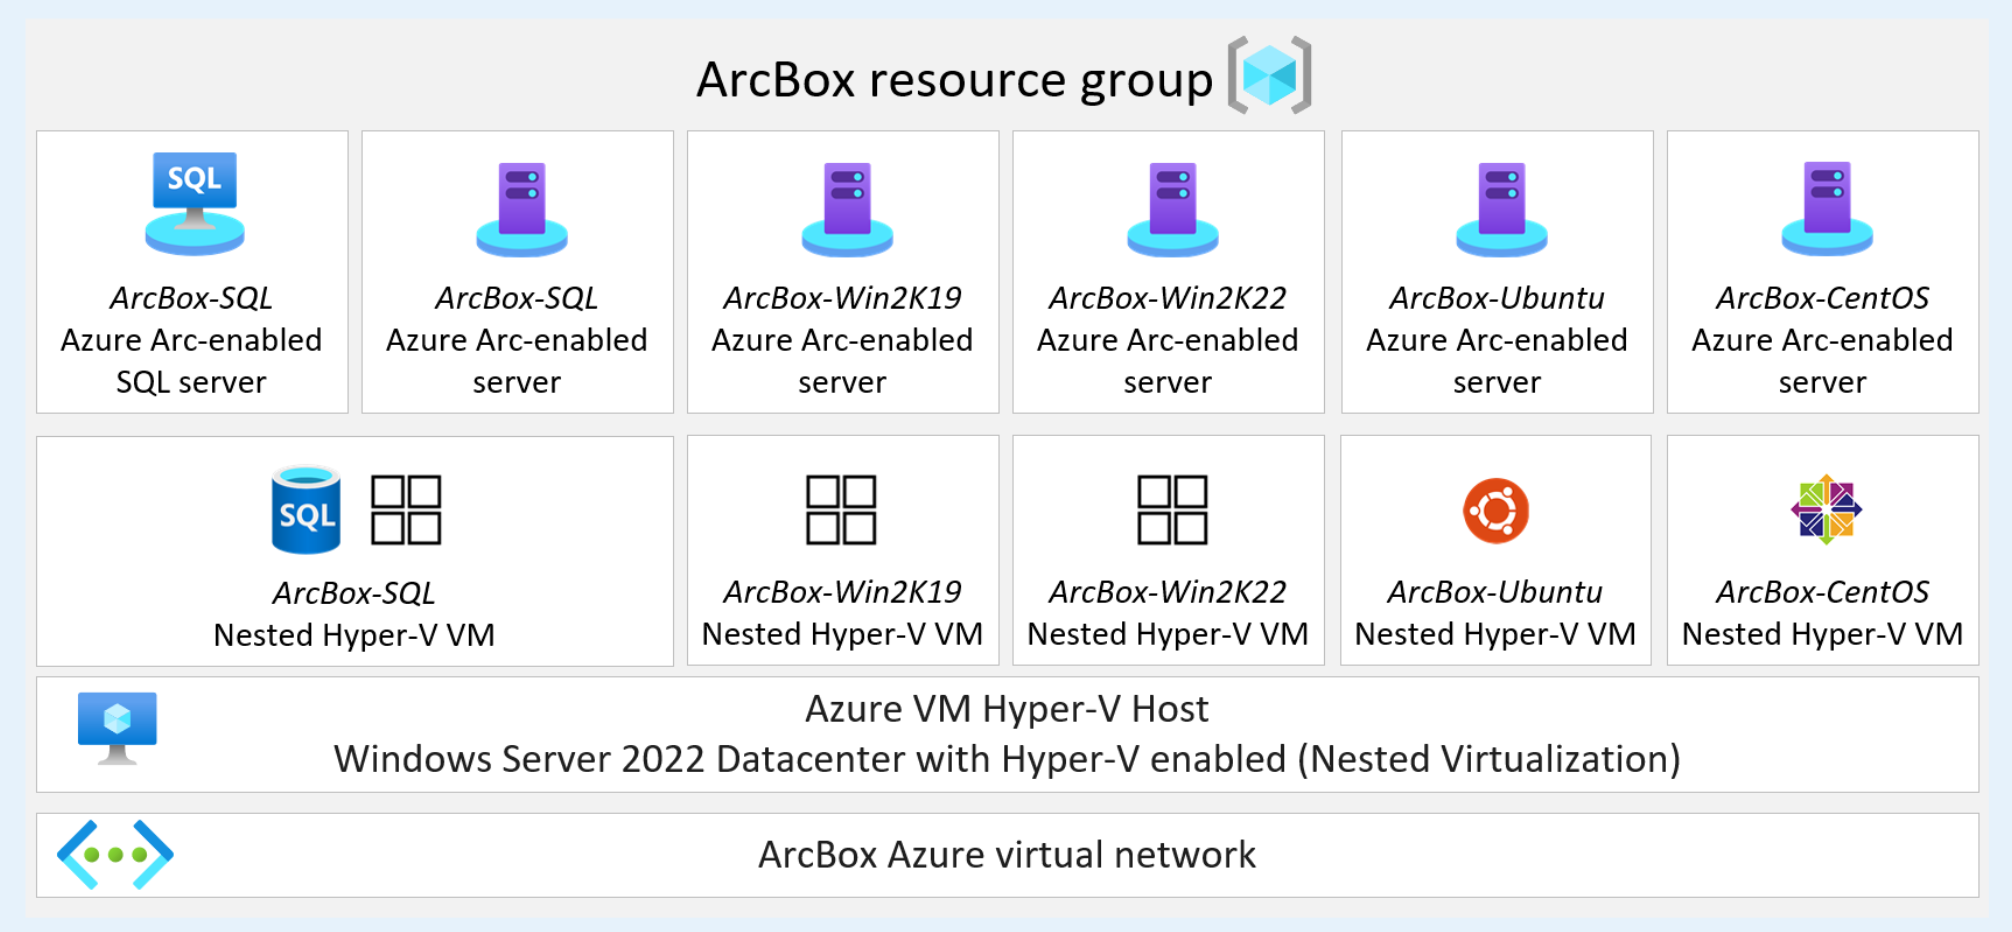 ArcBox resource group
SQL
ArcBox-SQL
Azure Arc-enabled
SQL server
ArcBox-SQL
Azure Arc-enabled
server
ArcBox-Win2K19
Azure Arc-enabled
server
ArcBox-Win2K22
Azure Arc-enabled
server
ArcBox-Ubuntu
Azure Arc-enabled
server
ArcBox-CentOS
Azure Arc-enabled
server
SQL
ArcBox-SQL
Nested Hyper-V VM
ArcBox-Win2K19
Nested Hyper-V VM
ArcBox-Win2K22
Nested Hyper-V VM
ArcBox-Ubuntu
Nested Hyper-V VM
ArcBox-CentOS
Nested Hyper-V VM
Azure VM Hyper-V Host
Windows Server 2022 Datacenter with Hyper-V enabled (Nested Virtualization)
ArcBox Azure virtual network